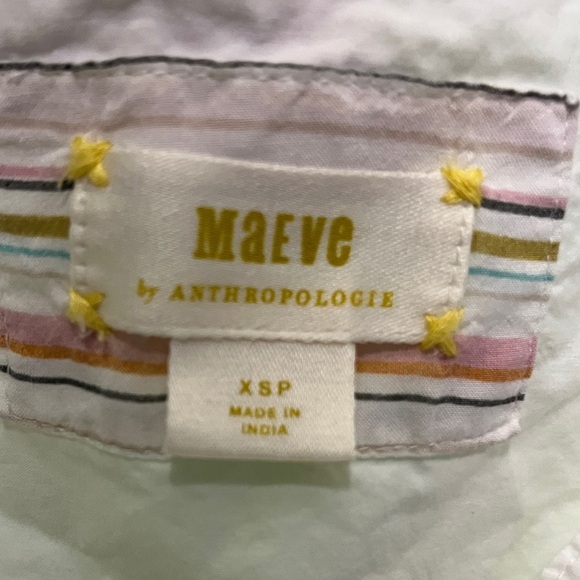 MaEVe
by ANTHROPOLOGIE
XSP
MADE IN
INDIA